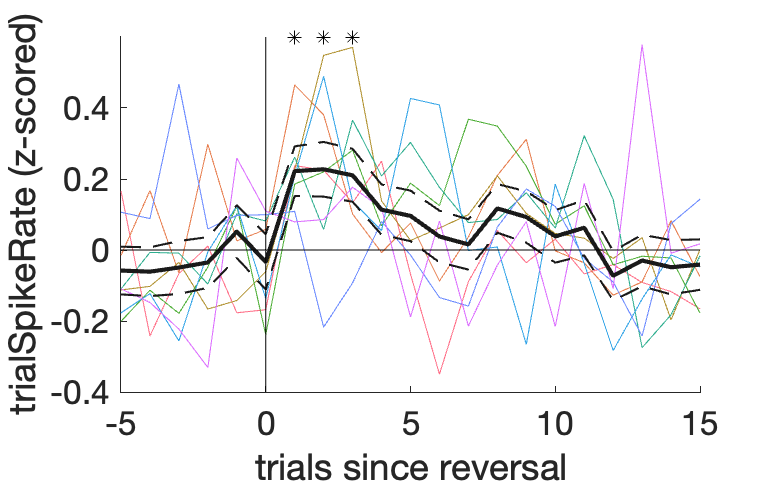 * * *
trialSpikeRate (z-scored)
0.4
0.2
0
-0.2
-0.4
-5 0 5 10 15
trials since reversal